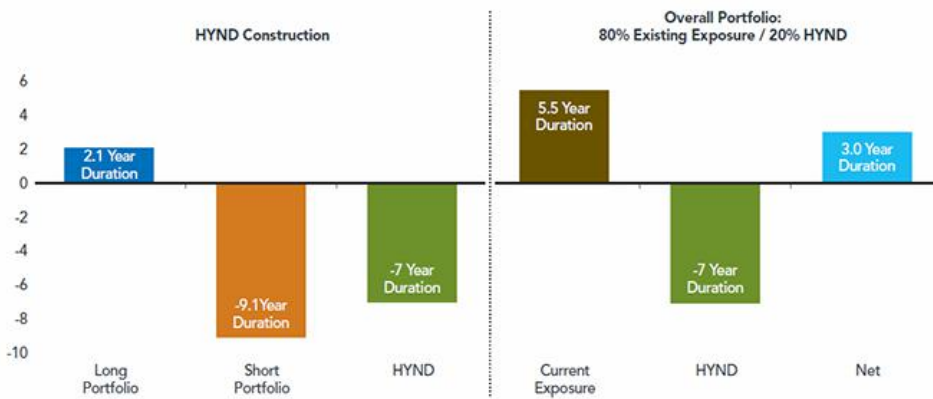 HYND Construction
Overall Portfolio:
80% Existing Exposure / 20% HYND
6
4
2
0
-2
-4
-6
-8
-10
2.1 Year
Duration
-9.1Year
Duration
-7 Year
Duration
5.5 Year
Duration
-7 Year
Duration
3.0 Year
Duration
Long
Portfolio
Short
Portfolio
HYND
Current
Exposure
HYND
Net